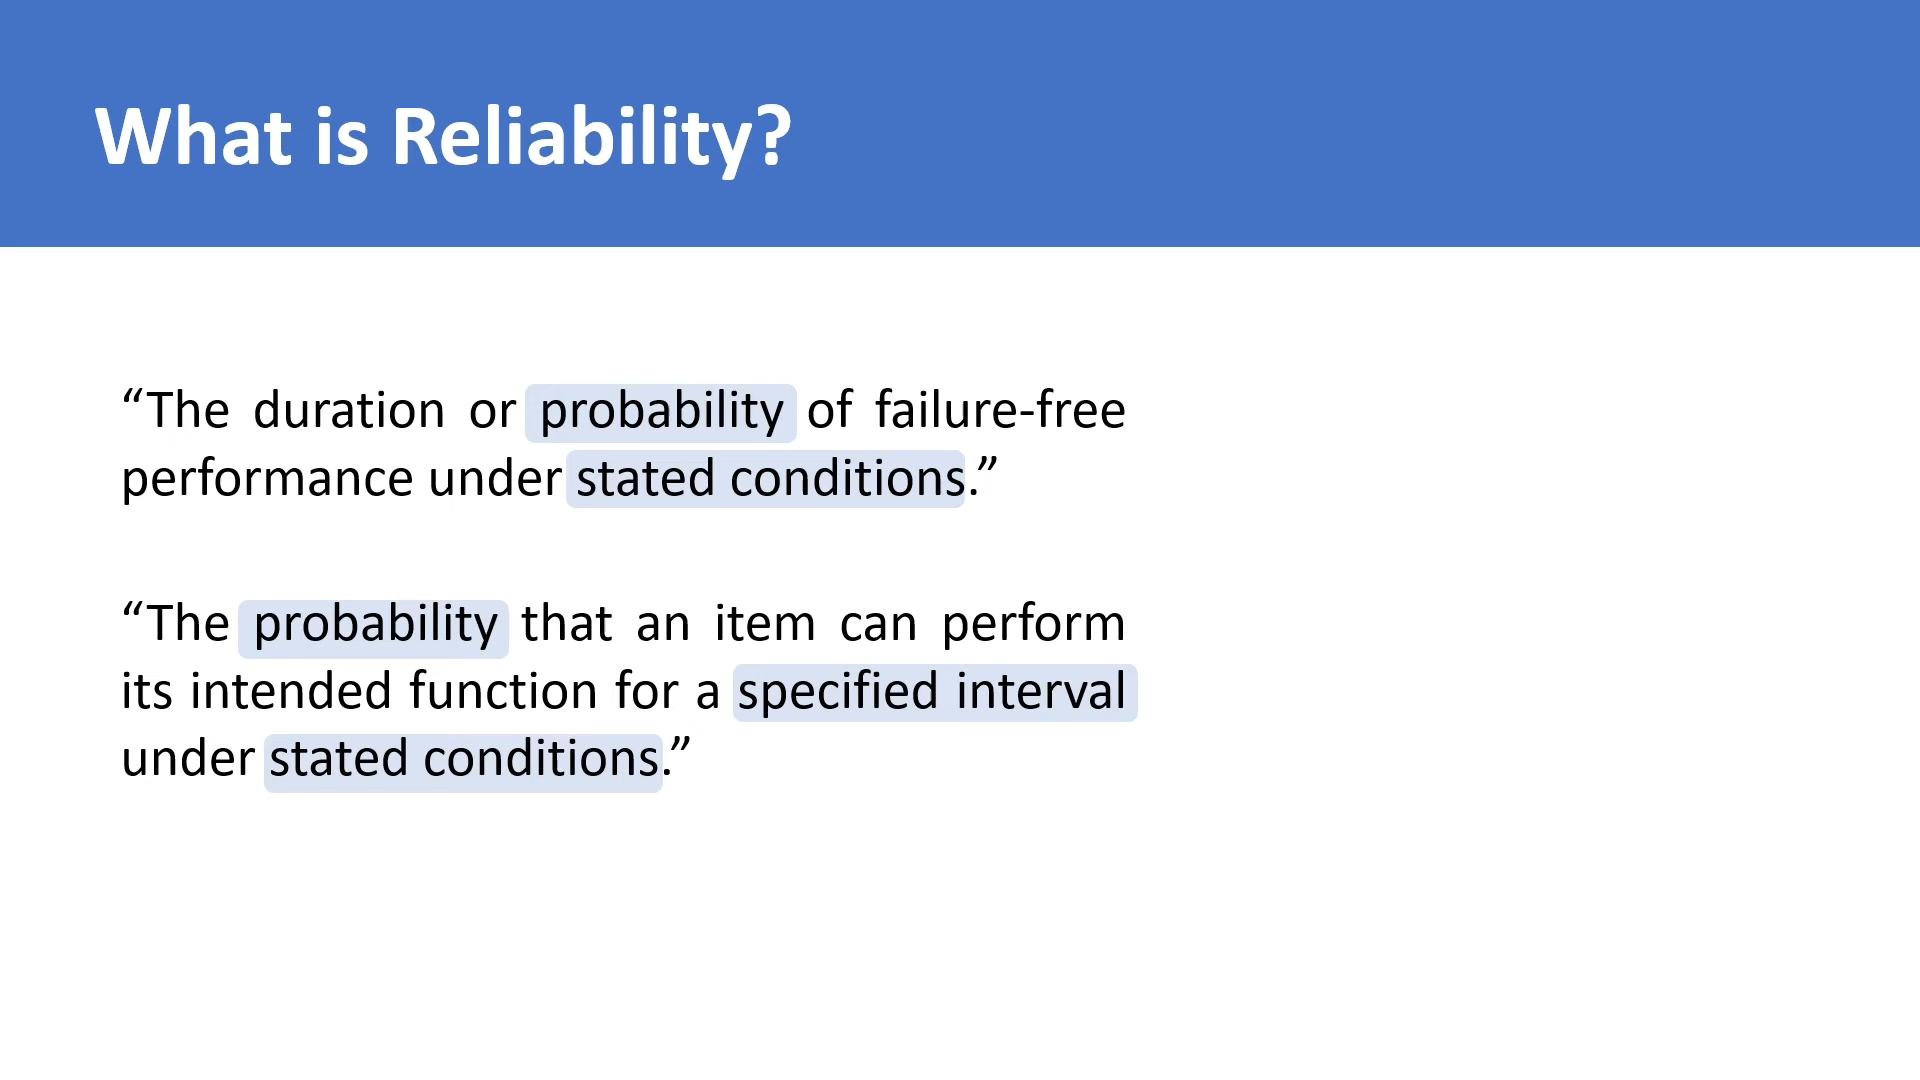 What is Reliability?
“The duration or probability of failure-free
performance under stated conditions.”
“The probability that an item can perform
its intended function for a specified interval
under stated conditions.”